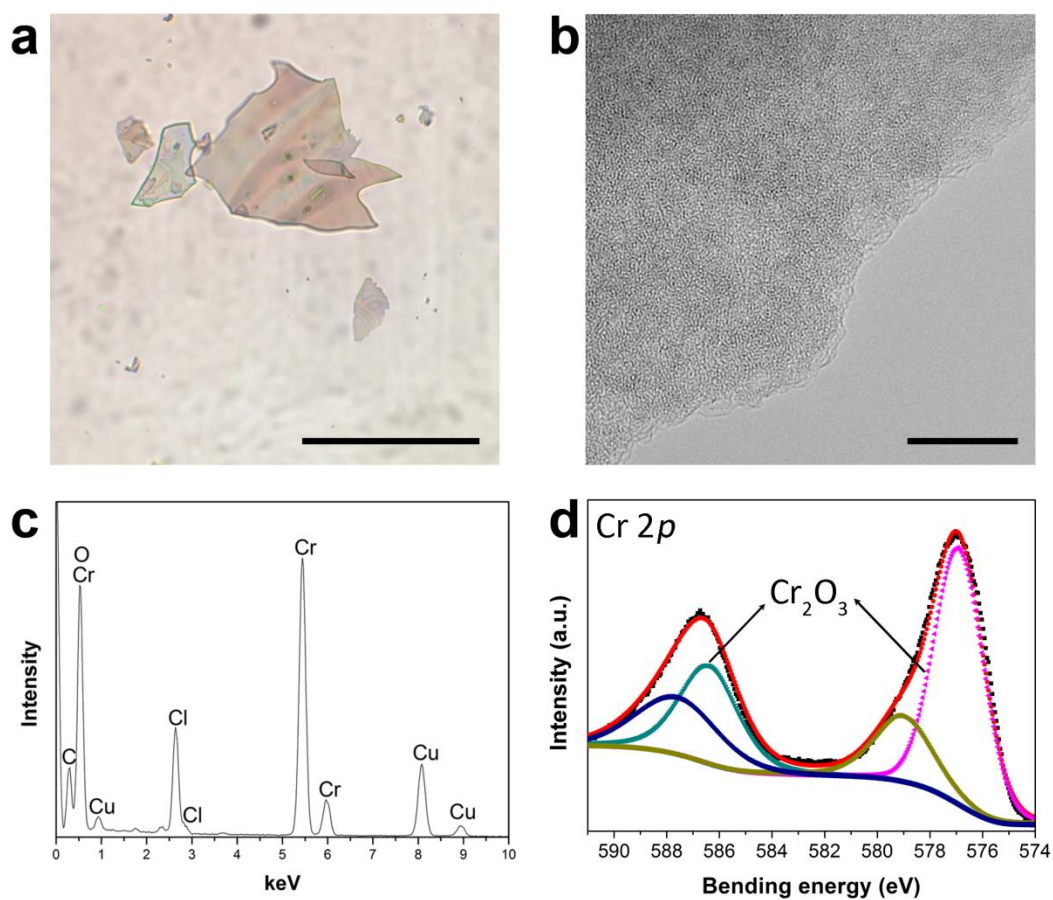 a
b
c
Intensity
O
Cr
C
Cu
Cl
Cl
Cr
Cr
Cu
Cu
0 1 2 3 4 5 6 7 8 9 10
keV
d
Cr 2p
Cr₂O₃
Intensity (a.u.)
590 588 586 584 582 580 578 576 574
Bending energy (eV)